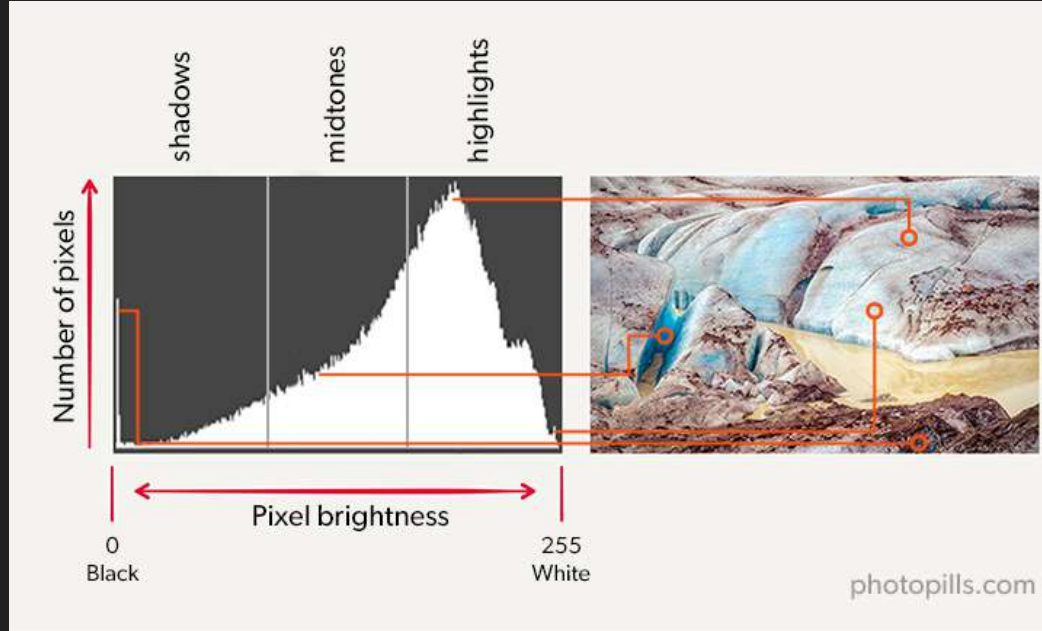 shadows
midtones
highlights
Number of pixels
Pixel brightness
0
Black
255
White
photopills.com